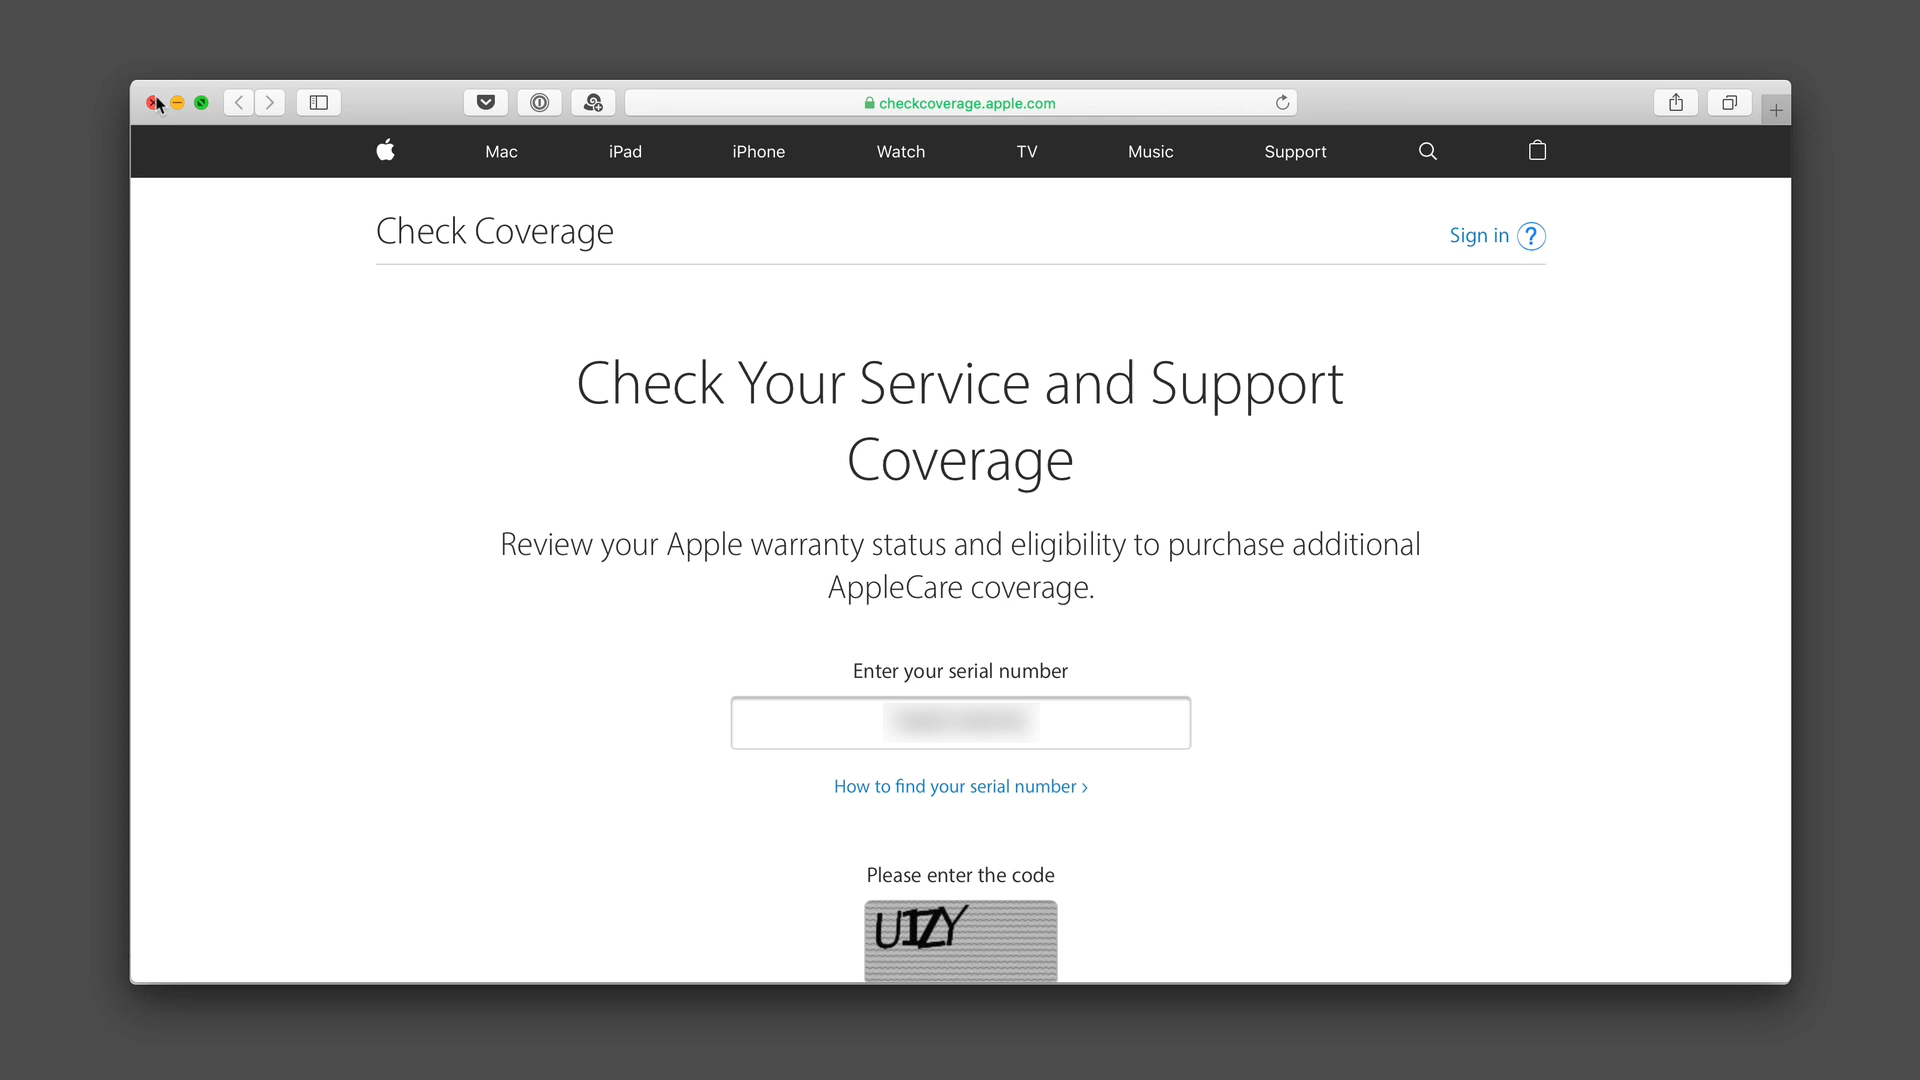 checkcoverage.apple.com
Mac iPad iPhone Watch TV Music Support
Check Coverage
Sign in ?
Check Your Service and Support
Coverage
Review your Apple warranty status and eligibility to purchase additional
AppleCare coverage.
Enter your serial number
How to find your serial number ›
Please enter the code
UIZY